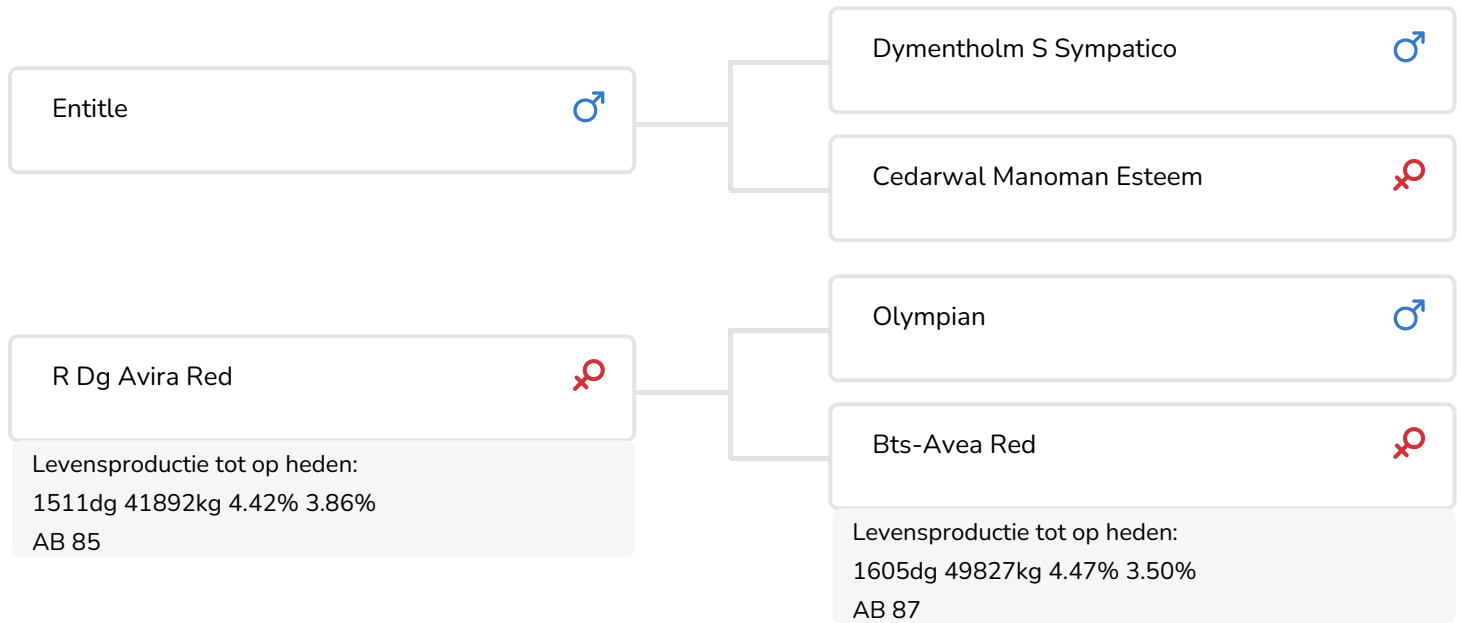 Entitle
Dymentholm S Sympatico
Cedarwal Manoman Esteem
R Dg Avira Red
Levensproductie tot op heden:
1511dg 41892kg 4.42% 3.86%
AB 85
Olympian
Bts-Avea Red
Levensproductie tot op heden:
1605dg 49827kg 4.47% 3.50%
AB 87